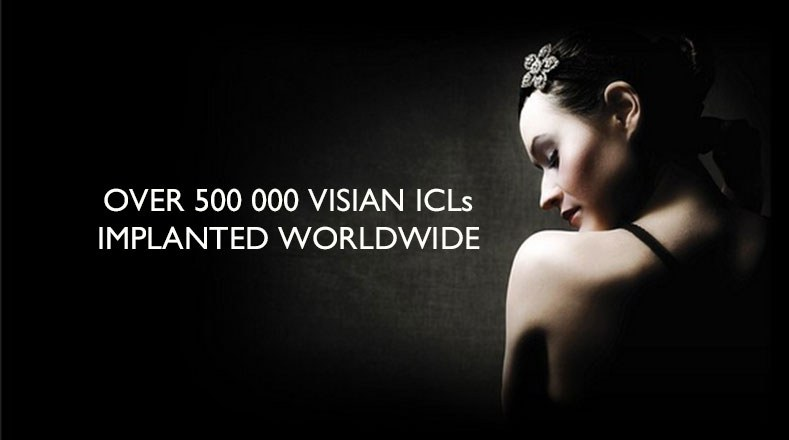 OVER 500 000 VISIAN ICLs
IMPLANTED WORLDWIDE